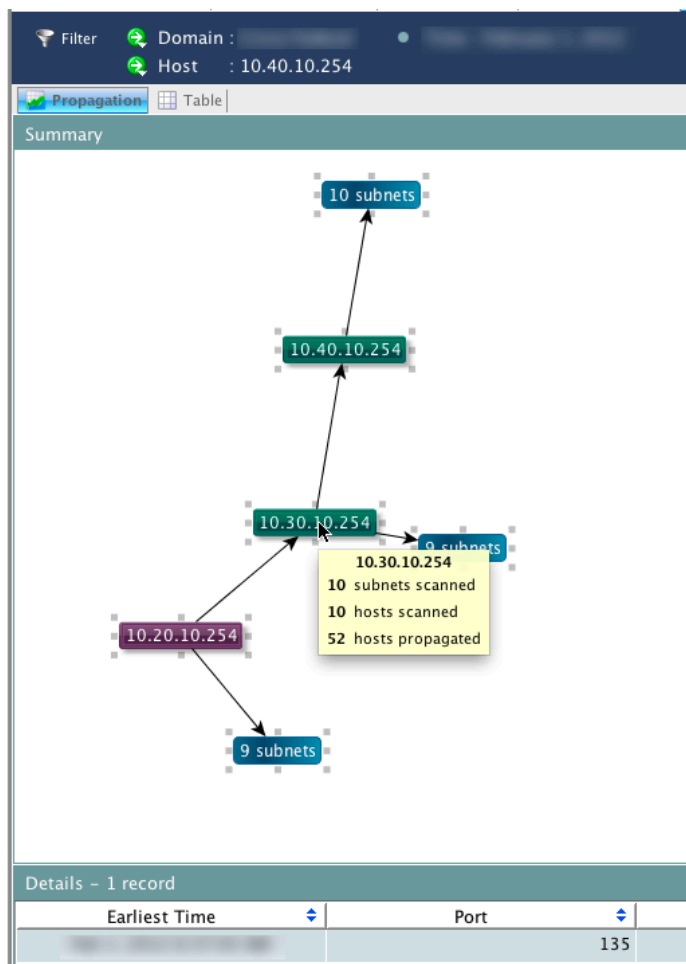 Filter Domain :
Host : 10.40.10.254
Propagation Table
Summary
10 subnets
10.40.10.254
10.30.10.254
9 subnets
10.30.10.254
10 subnets scanned
10 hosts scanned
52 hosts propagated
10.20.10.254
9 subnets
Details – 1 record
Earliest Time Port
135